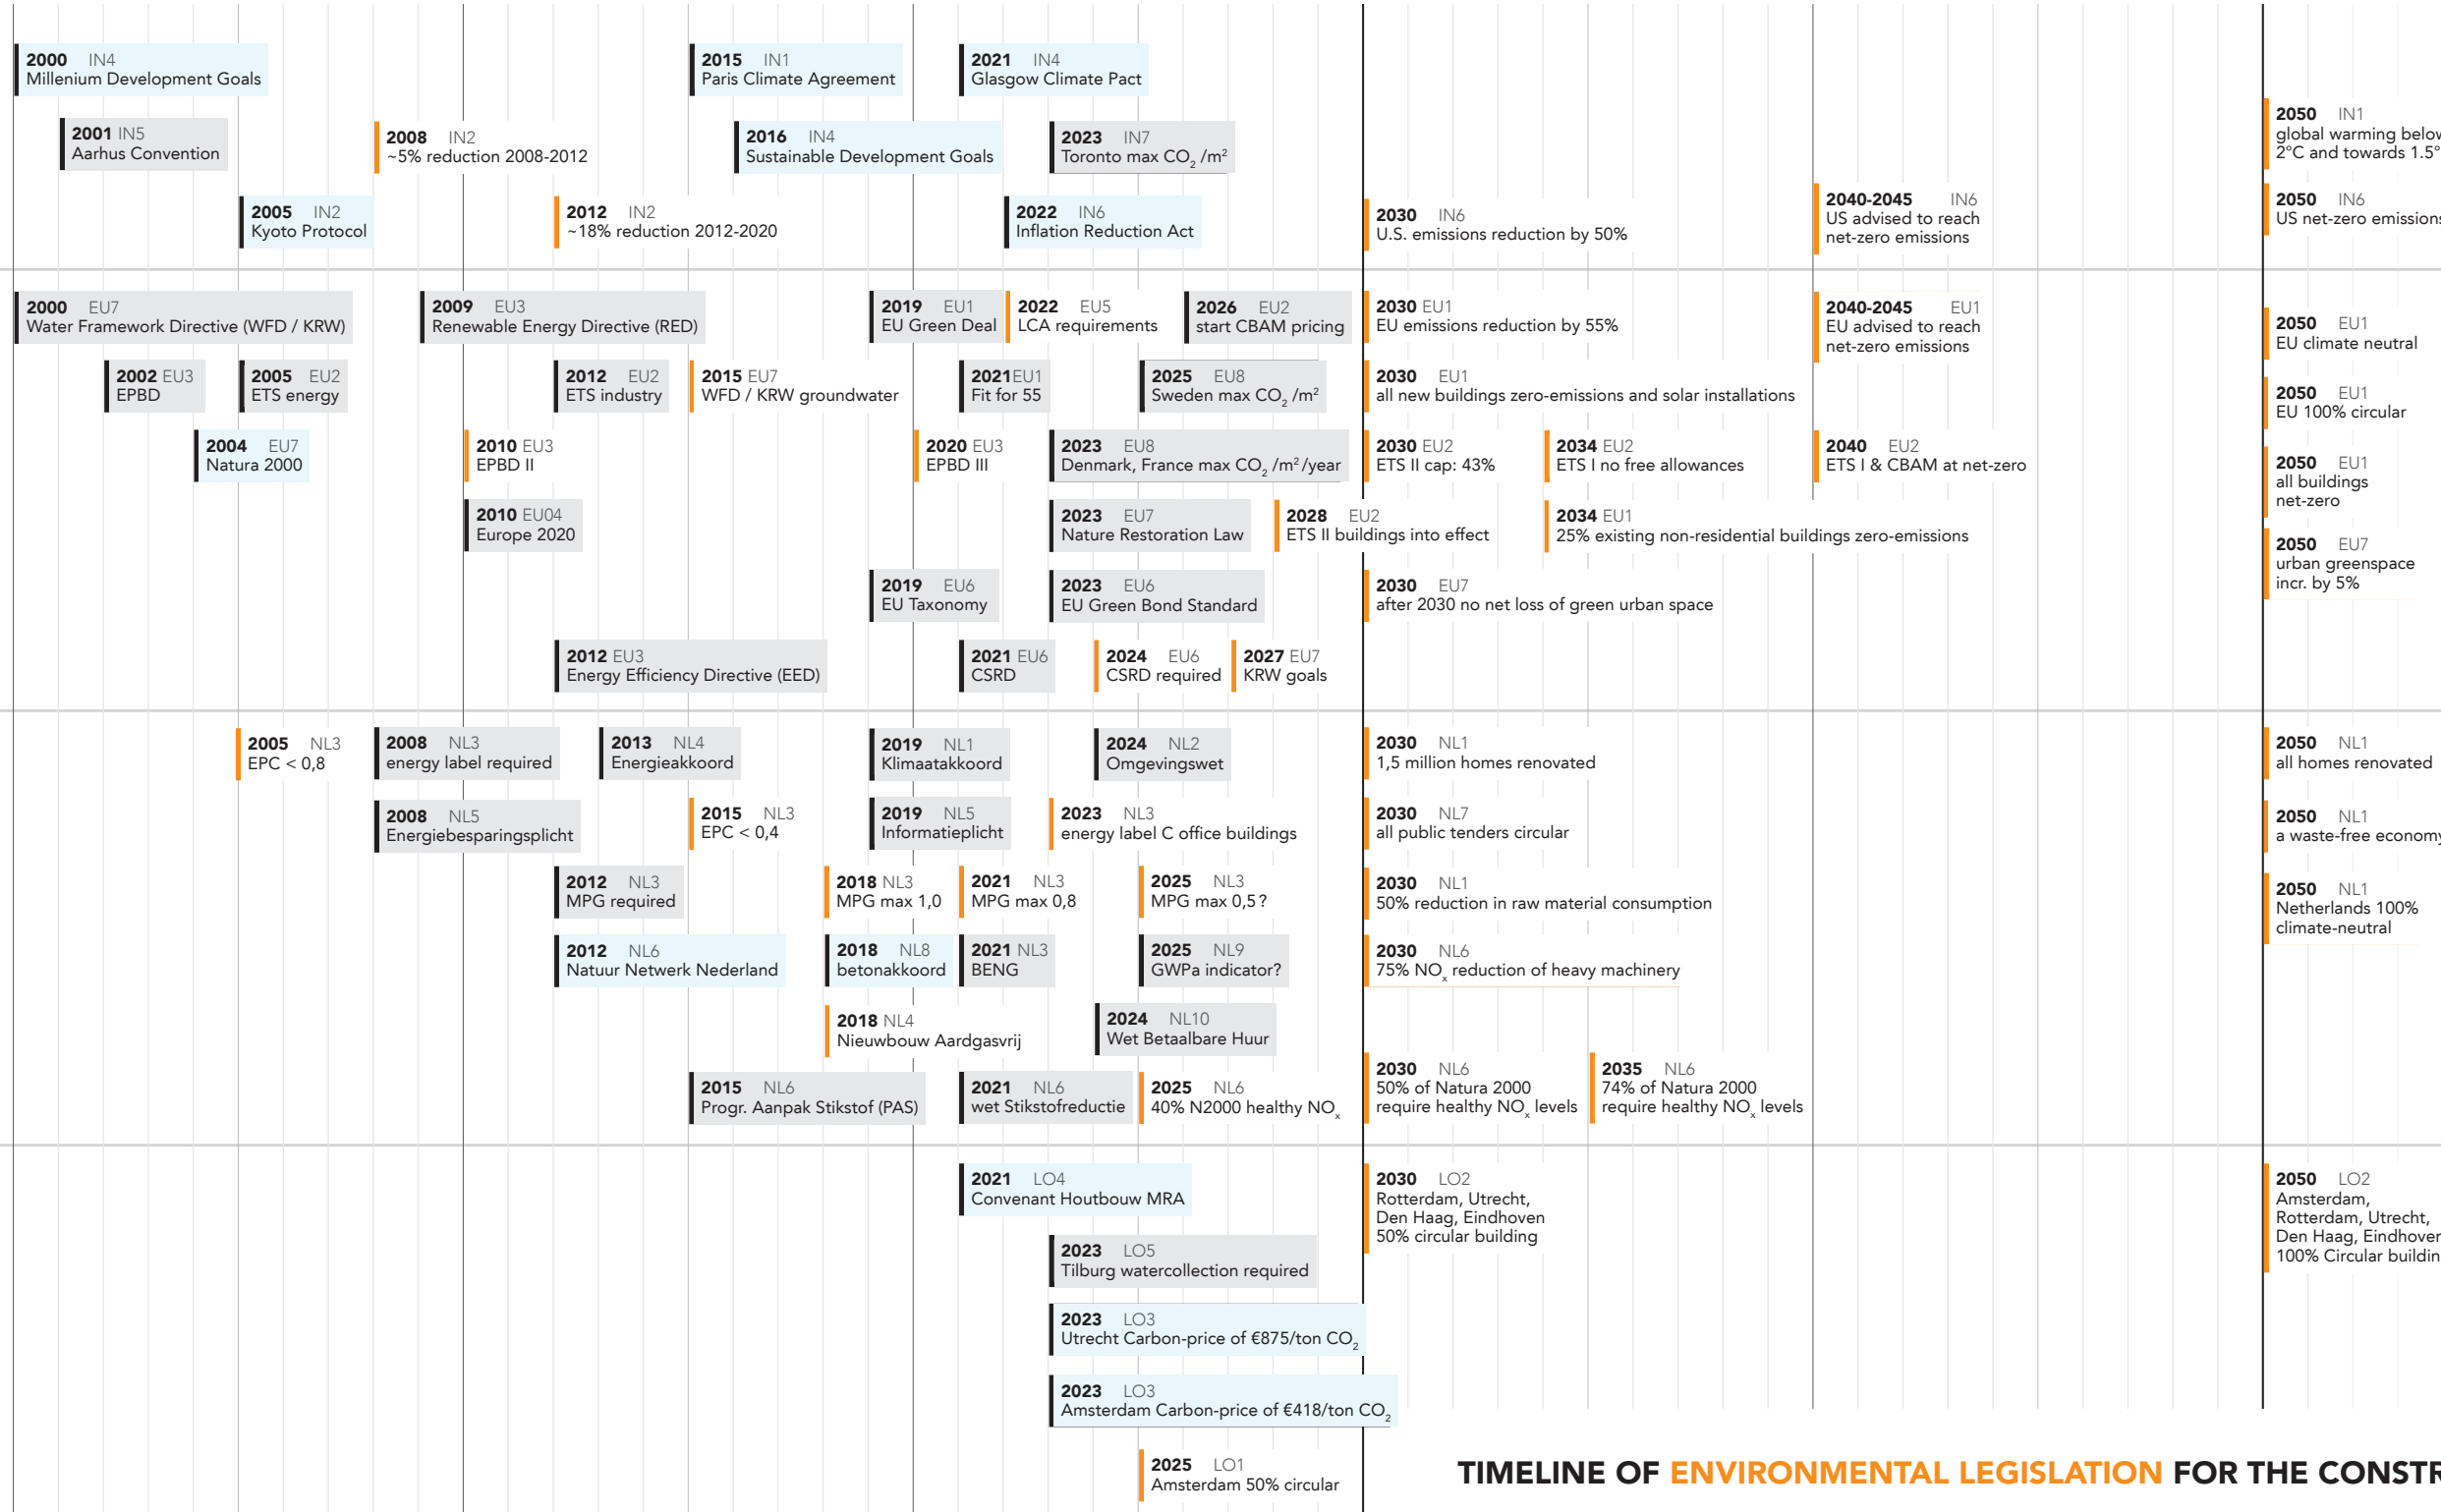 2000 IN4
Millenium Development Goals
2015 IN1
Paris Climate Agreement
2021 IN4
Glasgow Climate Pact
2001 IN5
Aarhus Convention
2008 IN2
~5% reduction 2008-2012
2016 IN4
Sustainable Development Goals
2023 IN7
Toronto max CO₂ /m²
2050 IN1
global warming below
2°C and towards 1.5°
2005 IN2
Kyoto Protocol
2012 IN2
~18% reduction 2012-2020
2022 IN6
Inflation Reduction Act
2030 IN6
U.S. emissions reduction by 50%
2040-2045 IN6
US advised to reach
net-zero emissions
2050 IN6
US net-zero emissions
2000 EU7
Water Framework Directive (WFD / KRW)
2009 EU3
Renewable Energy Directive (RED)
2019 EU1
EU Green Deal
2022 EU5
LCA requirements
2026 EU2
start CBAM pricing
2030 EU1
EU emissions reduction by 55%
2040-2045 EU1
EU advised to reach
net-zero emissions
2050 EU1
EU climate neutral
2002 EU3
EPBD
2005 EU2
ETS energy
2012 EU2
ETS industry
2015 EU7
WFD / KRW groundwater
2021 EU1
Fit for 55
2025 EU8
Sweden max CO₂ /m²
2030 EU1
all new buildings zero-emissions and solar installations
2050 EU1
EU 100% circular
2004 EU7
Natura 2000
2010 EU3
EPBD II
2020 EU3
EPBD III
2023 EU8
Denmark, France max CO₂ /m²/year
2030 EU2
ETS II cap: 43%
2034 EU2
ETS I no free allowances
2040 EU2
ETS I & CBAM at net-zero
2050 EU1
all buildings
net-zero
2010 EU04
Europe 2020
2023 EU7
Nature Restoration Law
2028 EU2
ETS II buildings into effect
2034 EU1
25% existing non-residential buildings zero-emissions
2050 EU7
urban greenspace
incr. by 5%
2019 EU6
EU Taxonomy
2023 EU6
EU Green Bond Standard
2030 EU7
after 2030 no net loss of green urban space
2012 EU3
Energy Efficiency Directive (EED)
2021 EU6
CSRD
2024 EU6
CSRD required
2027 EU7
KRW goals
2005 NL3
EPC < 0,8
2008 NL3
energy label required
2013 NL4
Energieakkoord
2019 NL1
Klimaatakkoord
2024 NL2
Omgevingswet
2030 NL1
1,5 million homes renovated
2050 NL1
all homes renovated
2008 NL5
Energiebesparingsplicht
2015 NL3
EPC < 0,4
2019 NL5
Informatieplicht
2023 NL3
energy label C office buildings
2030 NL7
all public tenders circular
2050 NL1
a waste-free economy
2012 NL3
MPG required
2018 NL3
MPG max 1,0
2021 NL3
MPG max 0,8
2025 NL3
MPG max 0,5?
2030 NL1
50% reduction in raw material consumption
2050 NL1
Netherlands 100%
climate-neutral
2012 NL6
Natuur Netwerk Nederland
2018 NL8
betonakkoord
2021 NL3
BENG
2025 NL9
GWPa indicator?
2030 NL6
75% NOₓ reduction of heavy machinery
2018 NL4
Nieuwbouw Aardgasvrij
2024 NL10
Wet Betaalbare Huur
2015 NL6
Progr. Aanpak Stikstof (PAS)
2021 NL6
wet Stikstofreductie
2025 NL6
40% N2000 healthy NOₓ
2030 NL6
50% of Natura 2000
require healthy NOₓ levels
2035 NL6
74% of Natura 2000
require healthy NOₓ levels
2021 LO4
Convenant Houtbouw MRA
2030 LO2
Rotterdam, Utrecht,
Den Haag, Eindhoven
50% circular building
2050 LO2
Amsterdam,
Rotterdam, Utrecht,
Den Haag, Eindhoven
100% Circular buildin
2023 LO5
Tilburg watercollection required
2023 LO3
Utrecht Carbon-price of €875/ton CO₂
2023 LO3
Amsterdam Carbon-price of €418/ton CO₂
2025 LO1
Amsterdam 50% circular
TIMELINE OF ENVIRONMENTAL LEGISLATION FOR THE CONSTR